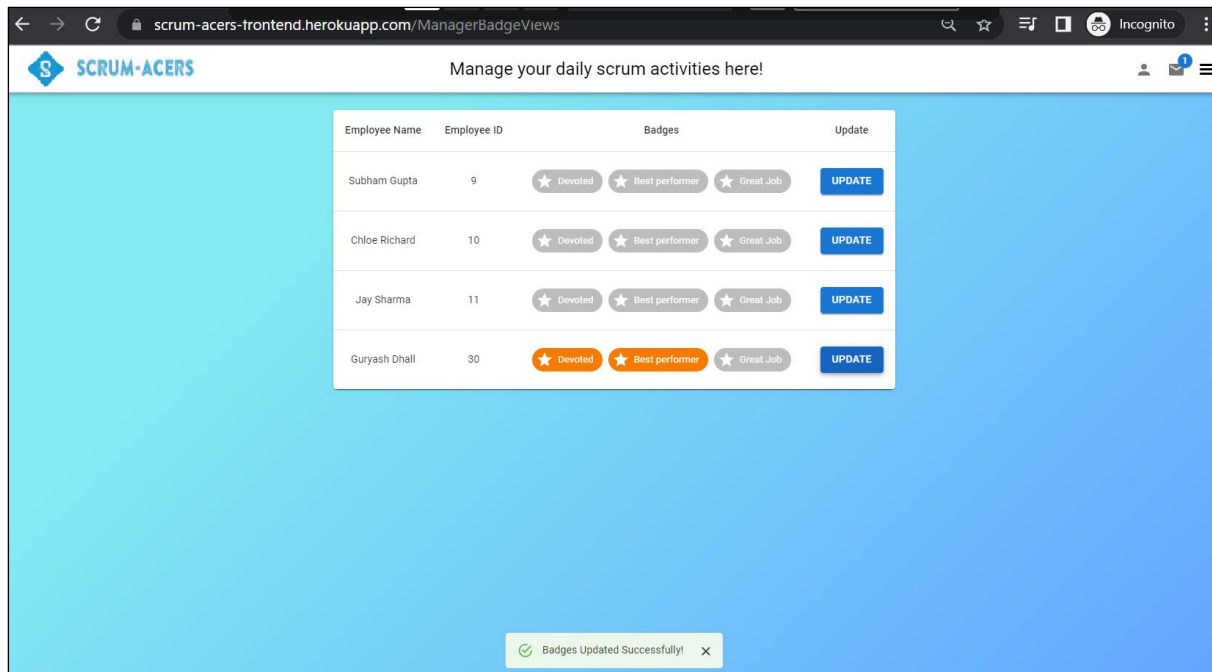 scrum-acers-frontend.herokuapp.com/ManagerBadgeViews Incognito
S SCRUM-ACERS Manage your daily scrum activities here! 1
Employee Name Employee ID Badges Update
Subham Gupta 9 Devoted Best performer Great Job UPDATE
Chloe Richard 10 Devoted Best performer Great Job UPDATE
Jay Sharma 11 Devoted Best performer Great Job UPDATE
Guryash Dhall 30 Devoted Best performer Great Job UPDATE
Badges Updated Successfully!